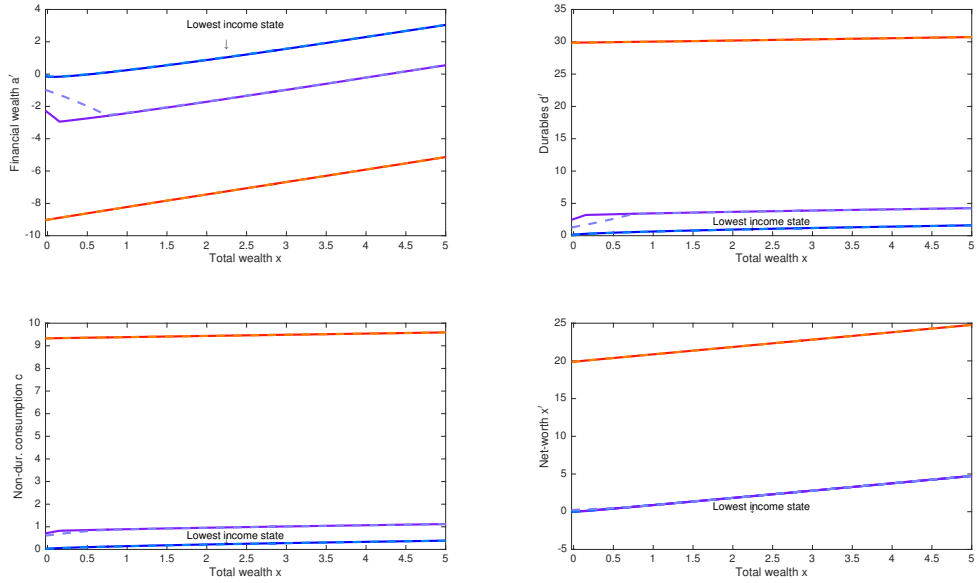 4
2
0
-2
-4
-6
-8
-10
0 0.5 1 1.5 2 2.5 3 3.5 4 4.5 5
Financial wealth a′
Total wealth x
Lowest income state
↓
35
30
25
20
15
10
5
0
0 0.5 1 1.5 2 2.5 3 3.5 4 4.5 5
Durables d′
Total wealth x
Lowest income state
10
9
8
7
6
5
4
3
2
1
0
0 0.5 1 1.5 2 2.5 3 3.5 4 4.5 5
Non-dur. consumption c
Total wealth x
Lowest income state
25
20
15
10
5
0
-5
0 0.5 1 1.5 2 2.5 3 3.5 4 4.5 5
Net-worth x′
Total wealth x
Lowest income state